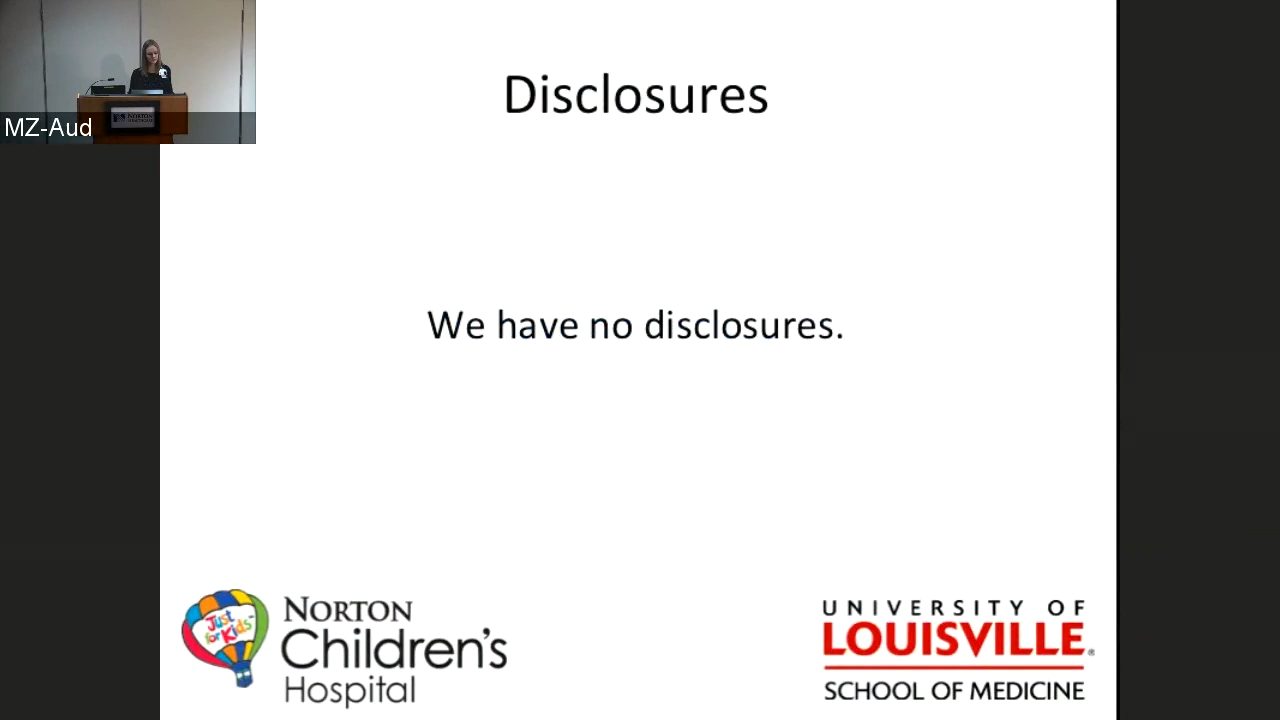 MZ-Aud
NORTON
Disclosures
We have no disclosures.
Just
for Kids
NORTON
Children's
Hospital
UNIVERSITY OF
LOUISVILLE®
SCHOOL OF MEDICINE